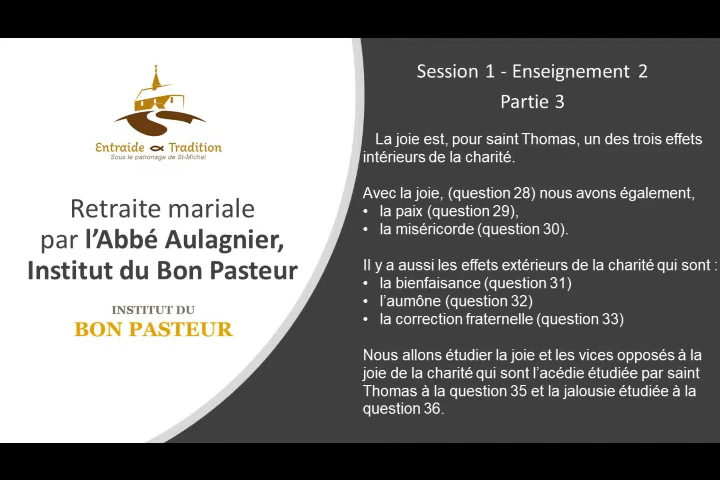 Entraide Tradition
Sous le patronage de St-Michel
Retraite mariale
par l'Abbé Aulagnier,
Institut du Bon Pasteur
INSTITUT DU
BON PASTEUR
Session 1 - Enseignement 2
Partie 3
La joie est, pour saint Thomas, un des trois effets
intérieurs de la charité.
Avec la joie, (question 28) nous avons également,
• la paix (question 29),
• la miséricorde (question 30).
Il y a aussi les effets extérieurs de la charité qui sont :
• la bienfaisance (question 31)
• l'aumône (question 32)
• la correction fraternelle (question 33)
Nous allons étudier la joie et les vices opposés à la
joie de la charité qui sont l'acédie étudiée par saint
Thomas à la question 35 et la jalousie étudiée à la
question 36.